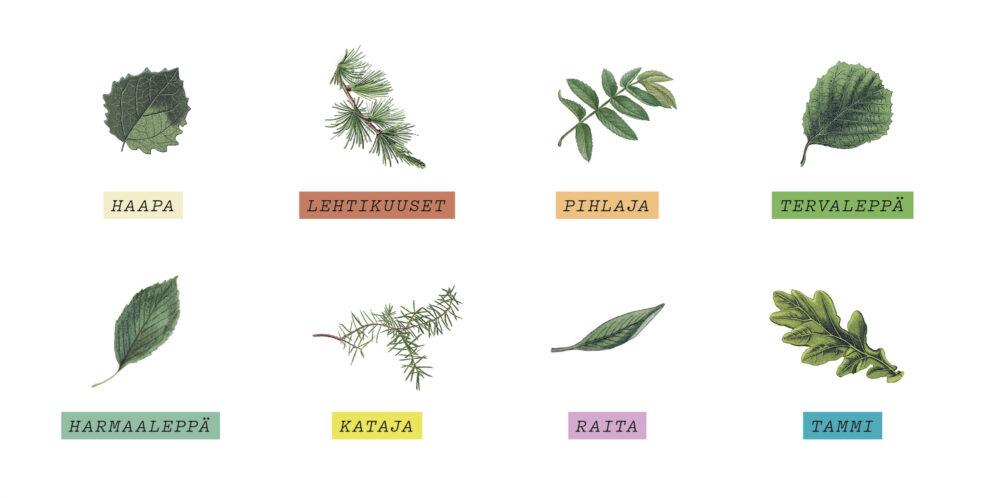 HAAPA
LEHTIKUUSET
PIHLAJA
TERVALEPPÄ
HARMAALEPPÄ
KATAJA
RAITA
TAMMI